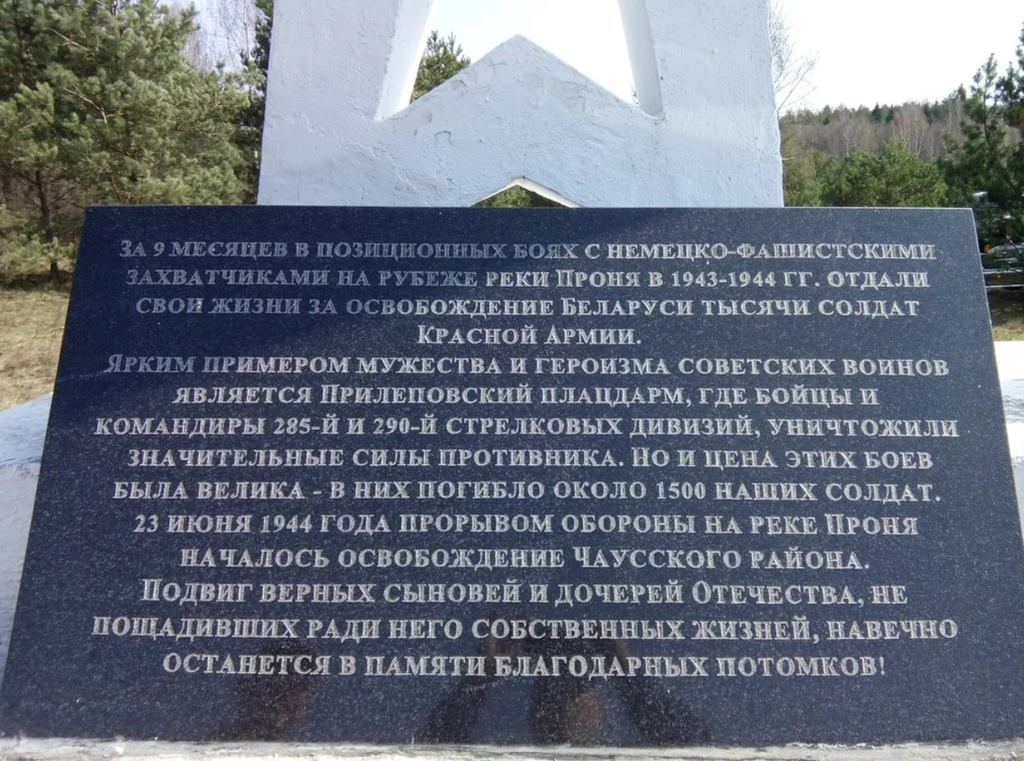 За 9 месяцев в позиционных боях с немецко-фашистскими
захватчиками на рубеже реки Проня в 1943-1944 гг. отдали
свои жизни за освобождение Беларуси тысячи солдат
Красной Армии.
Ярким примером мужества и героизма советских воинов
является Прилеповский плацдарм, где бойцы и
командиры 285-й и 290-й стрелковых дивизий, уничтожили
значительные силы противника. Но и цена этих боев
была велика - в них погибло около 1500 наших солдат.
23 июня 1944 года прорывом обороны на реке Проня
началось освобождение Чаусского района.
Подвиг верных сыновей и дочерей Отечества, не
пощадивших ради него собственных жизней, навечно
останется в памяти благодарных потомков!